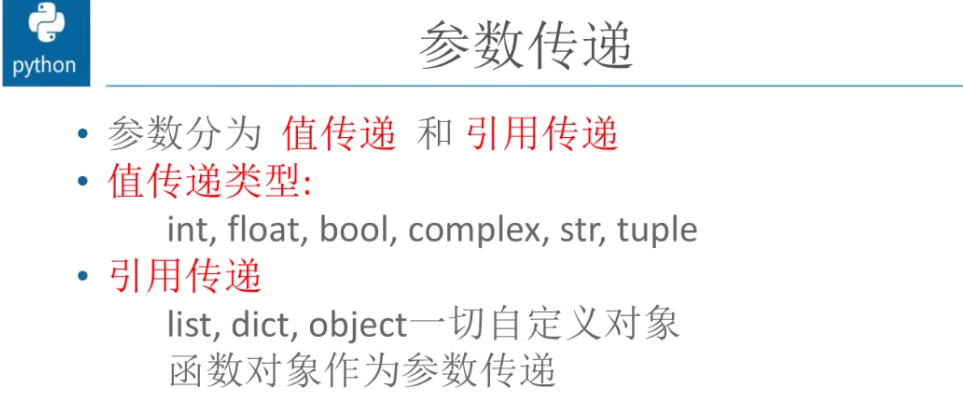 python
参数传递
• 参数分为 值传递 和 引用传递
• 值传递类型:
int, float, bool, complex, str, tuple
• 引用传递
list, dict, object一切自定义对象
函数对象作为参数传递